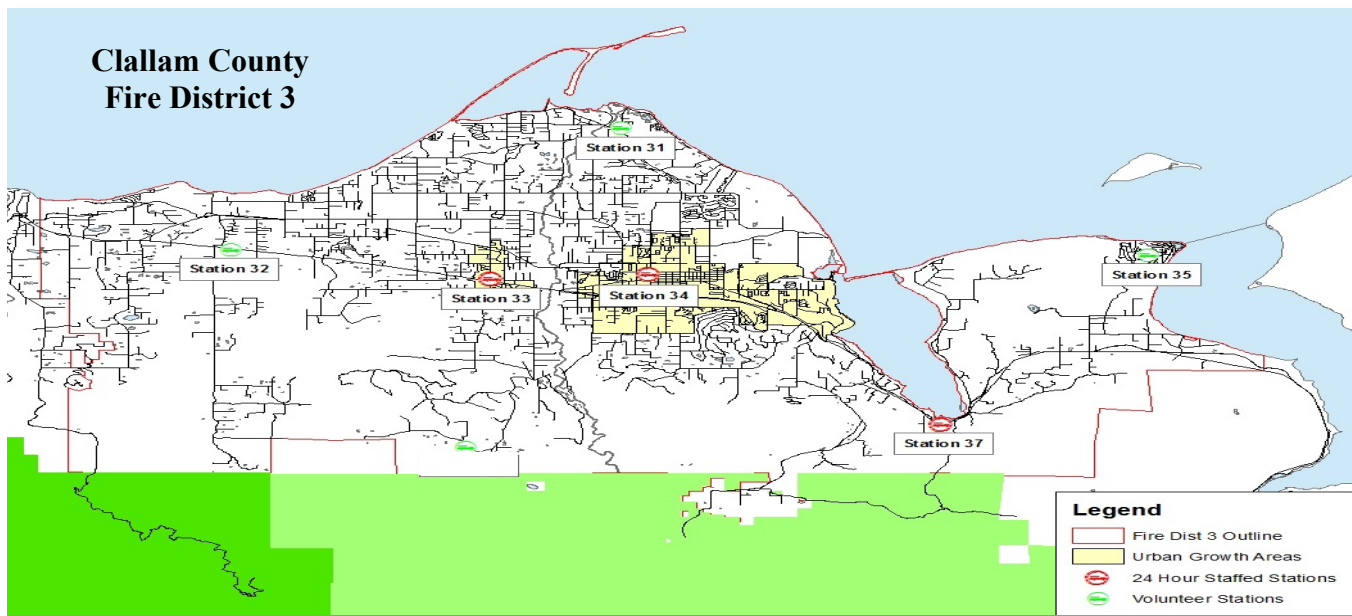 Clallam County
Fire District 3
Station 31
Station 32
Station 33
Station 34
Station 35
Station 37
Legend
Fire Dist 3 Outline
Urban Growth Areas
24 Hour Staffed Stations
Volunteer Stations